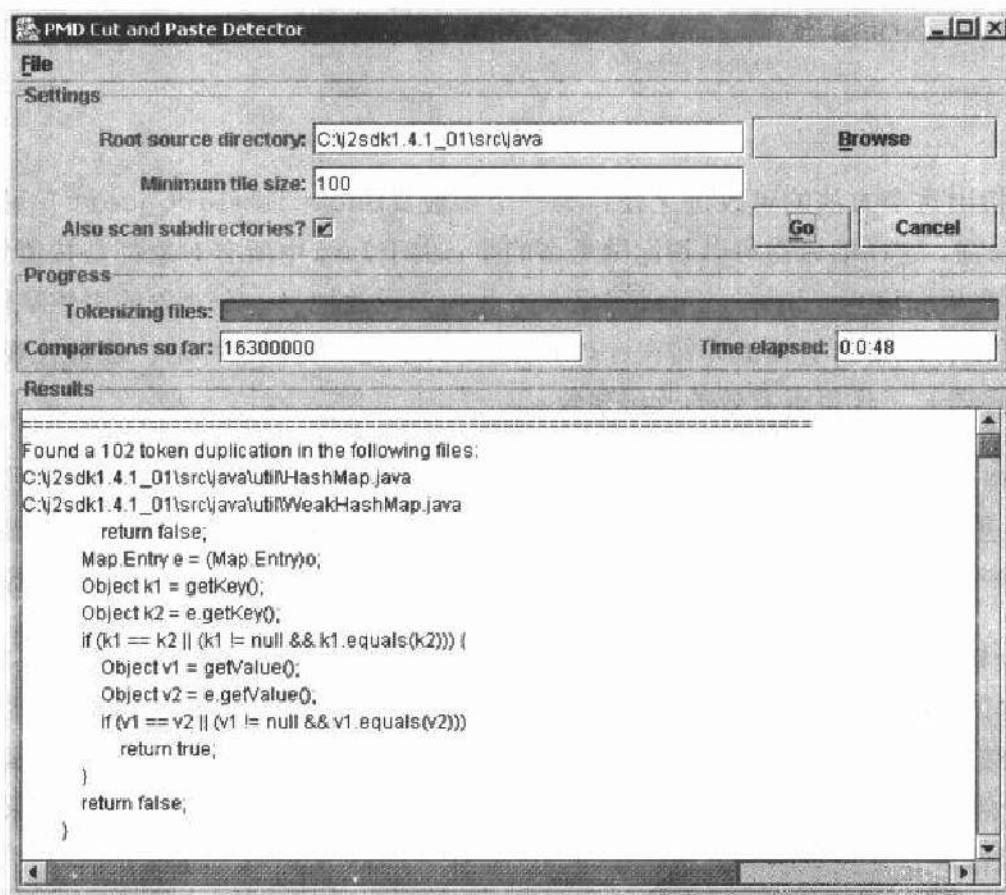 PMD Cut and Paste Detector
File
Settings
Root source directory: C:\j2sdk1.4.1_01\src\java Browse
Minimum tile size: 100
Also scan subdirectories? Go Cancel
Progress
Tokenizing files:
Comparisons so far: 16300000 Time elapsed: 0:0:48
Results
================================================================================
Found a 102 token duplication in the following files:
C:\j2sdk1.4.1_01\src\java\util\HashMap.java
C:\j2sdk1.4.1_01\src\java\util\WeakHashMap.java
return false;
Map.Entry e = (Map.Entry)o;
Object k1 = getKey();
Object k2 = e.getKey();
if (k1 == k2 || (k1 != null && k1.equals(k2))) {
Object v1 = getValue();
Object v2 = e.getValue();
if (v1 == v2 || (v1 != null && v1.equals(v2)))
return true;
}
return false;
}